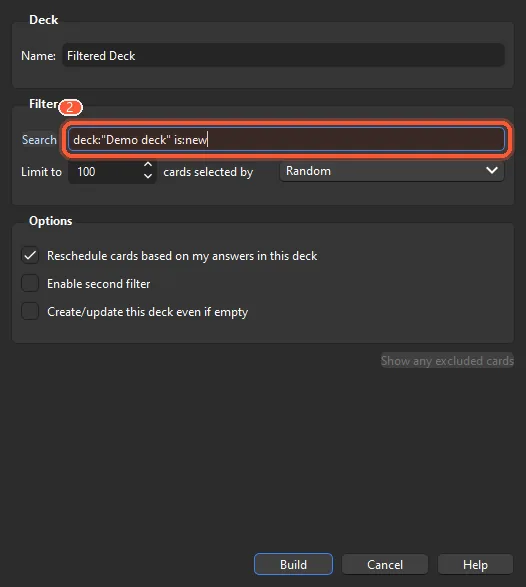 Deck
Name: Filtered Deck
Filter 2
Search deck:"Demo deck" is:new
Limit to 100 cards selected by Random
Options
Reschedule cards based on my answers in this deck
Enable second filter
Create/update this deck even if empty
Show any excluded cards
Build Cancel Help